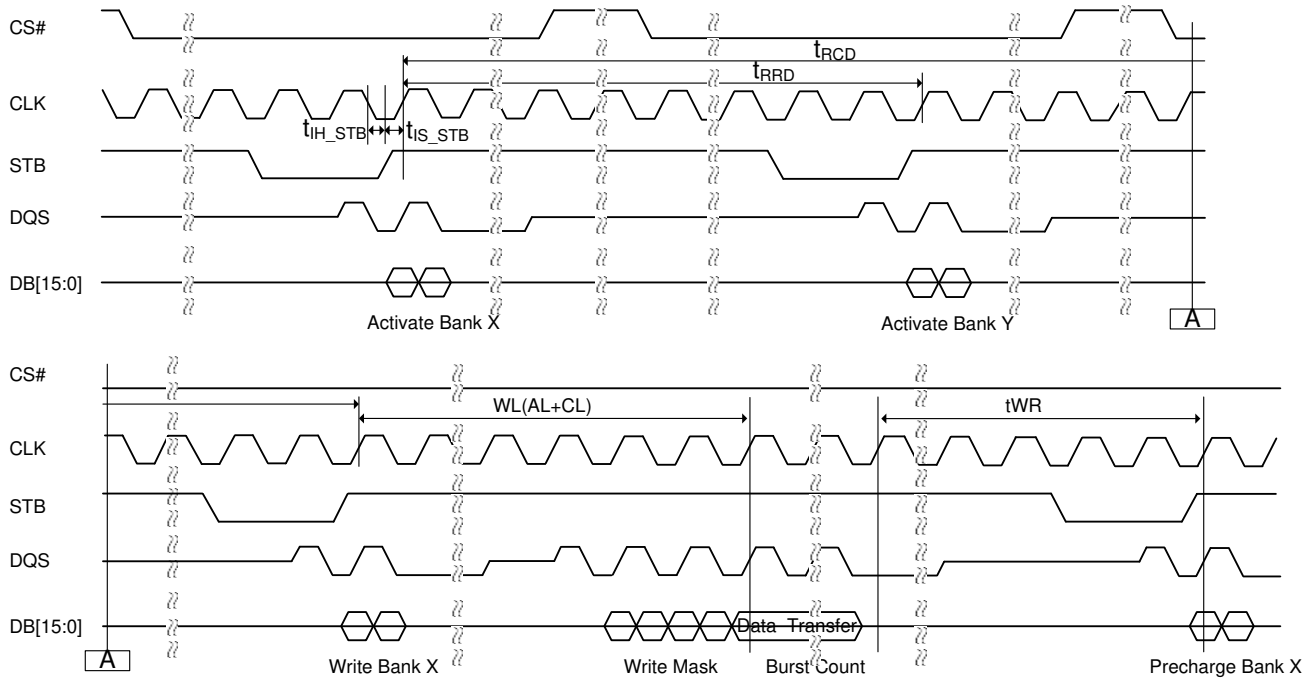 CS#
tRCD
tRRD
CLK
tIH_STB tIS_STB
STB
DQS
DB[15:0]
Activate Bank X Activate Bank Y A
CS#
WL(AL+CL) tWR
CLK
STB
DQS
DB[15:0] Data Transfer
A Write Bank X Write Mask Burst Count Precharge Bank X